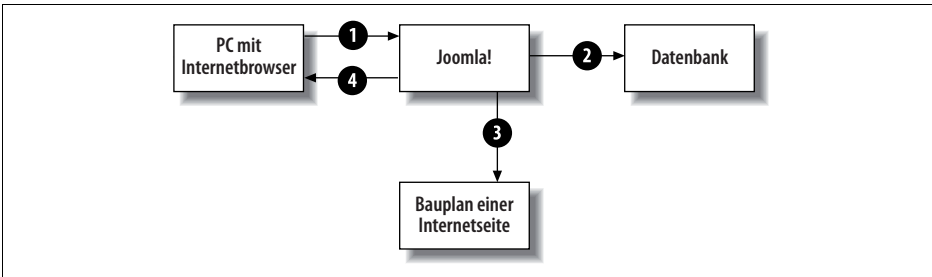 PC mit
Internetbrowser
1
4
Joomla!
2
Datenbank
3
Bauplan einer
Internetseite